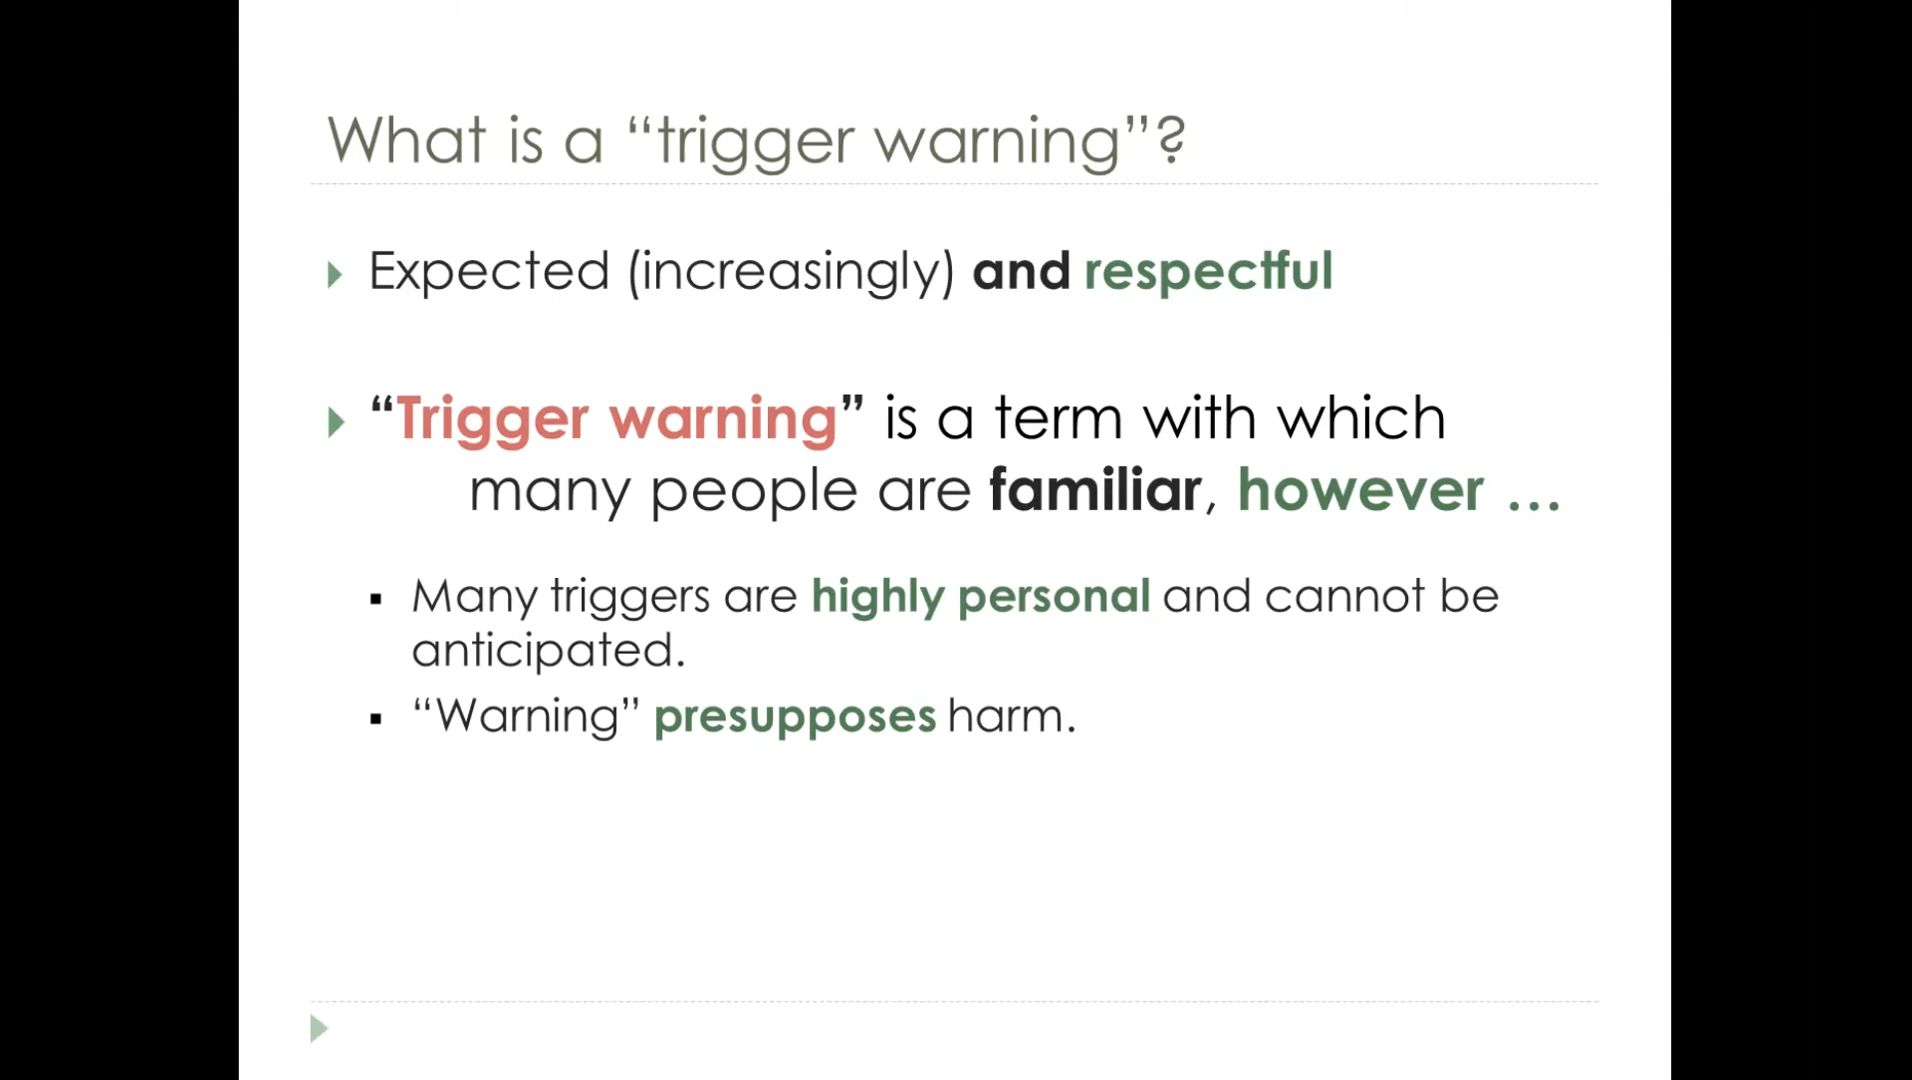 What is a “trigger warning”?
Expected (increasingly) and respectful
“Trigger warning” is a term with which
many people are familiar, however …
Many triggers are highly personal and cannot be
anticipated.
“Warning” presupposes harm.